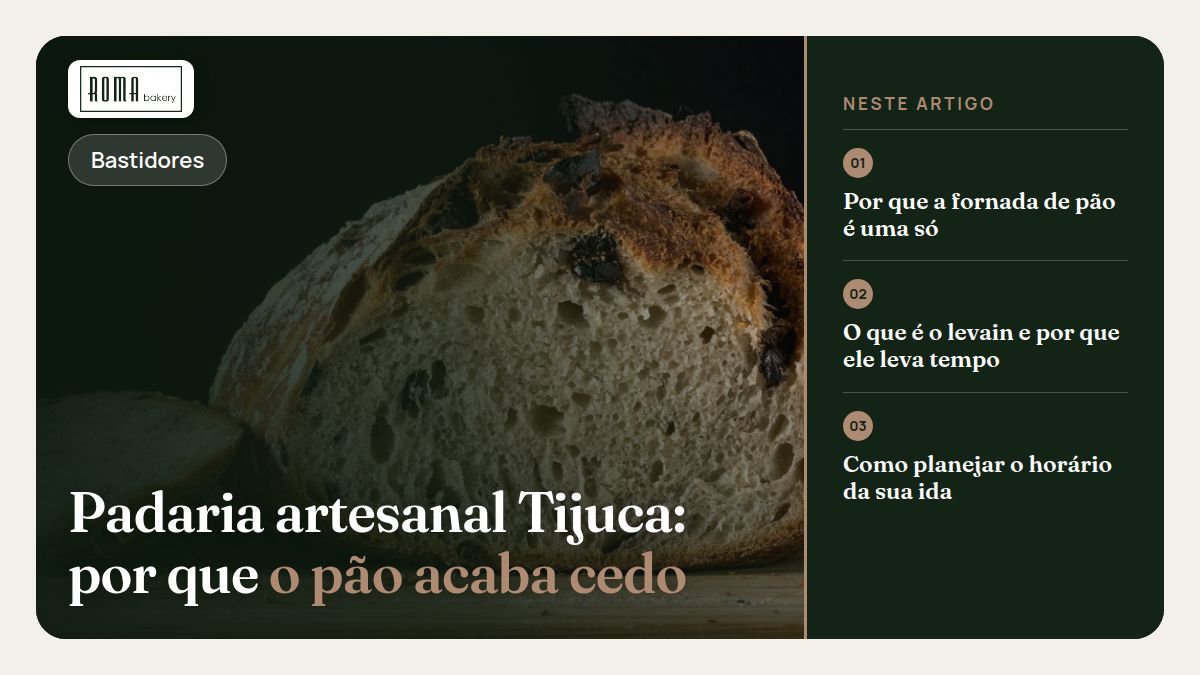 ROMA bakery
Bastidores
Padaria artesanal Tijuca:
por que o pão acaba cedo
NESTE ARTIGO
01
Por que a fornada de pão
é uma só
02
O que é o levain e por que
ele leva tempo
03
Como planejar o horário
da sua ida